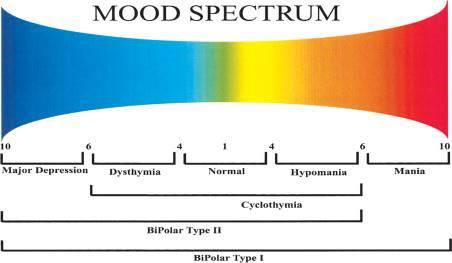 MOOD SPECTRUM
10 6 4 1 4 6 10
Major Depression Dysthymia Normal Hypomania Mania
Cyclothymia
BiPolar Type II
BiPolar Type I